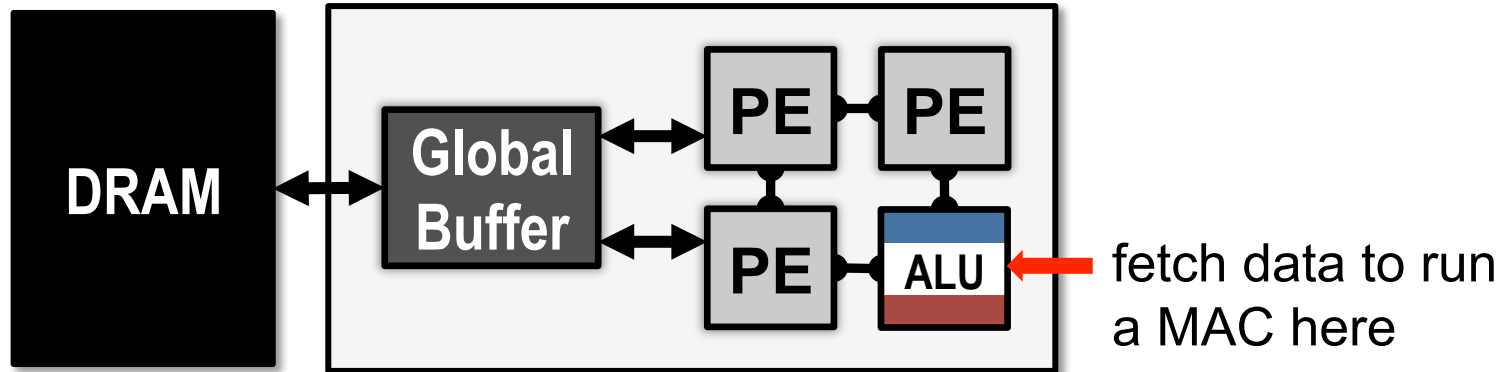 DRAM
Global
Buffer
PE
PE
PE
ALU
fetch data to run
a MAC here